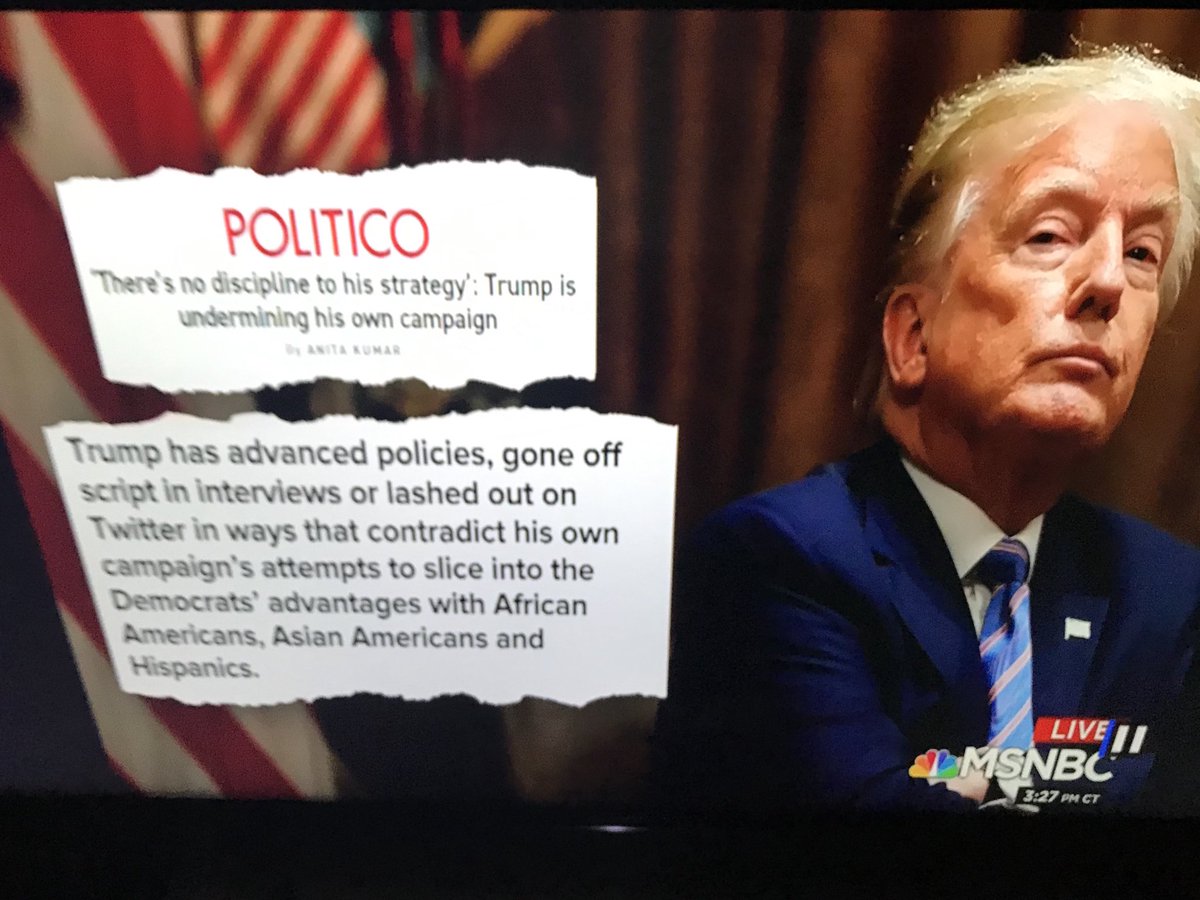 POLITICO
'There's no discipline to his strategy': Trump is
undermining his own campaign
By ANITA KUMAR
Trump has advanced policies, gone off
script in interviews or lashed out on
Twitter in ways that contradict his own
campaign's attempts to slice into the
Democrats' advantages with African
Americans, Asian Americans and
Hispanics.
LIVE
MSNBC
3:27 PM CT